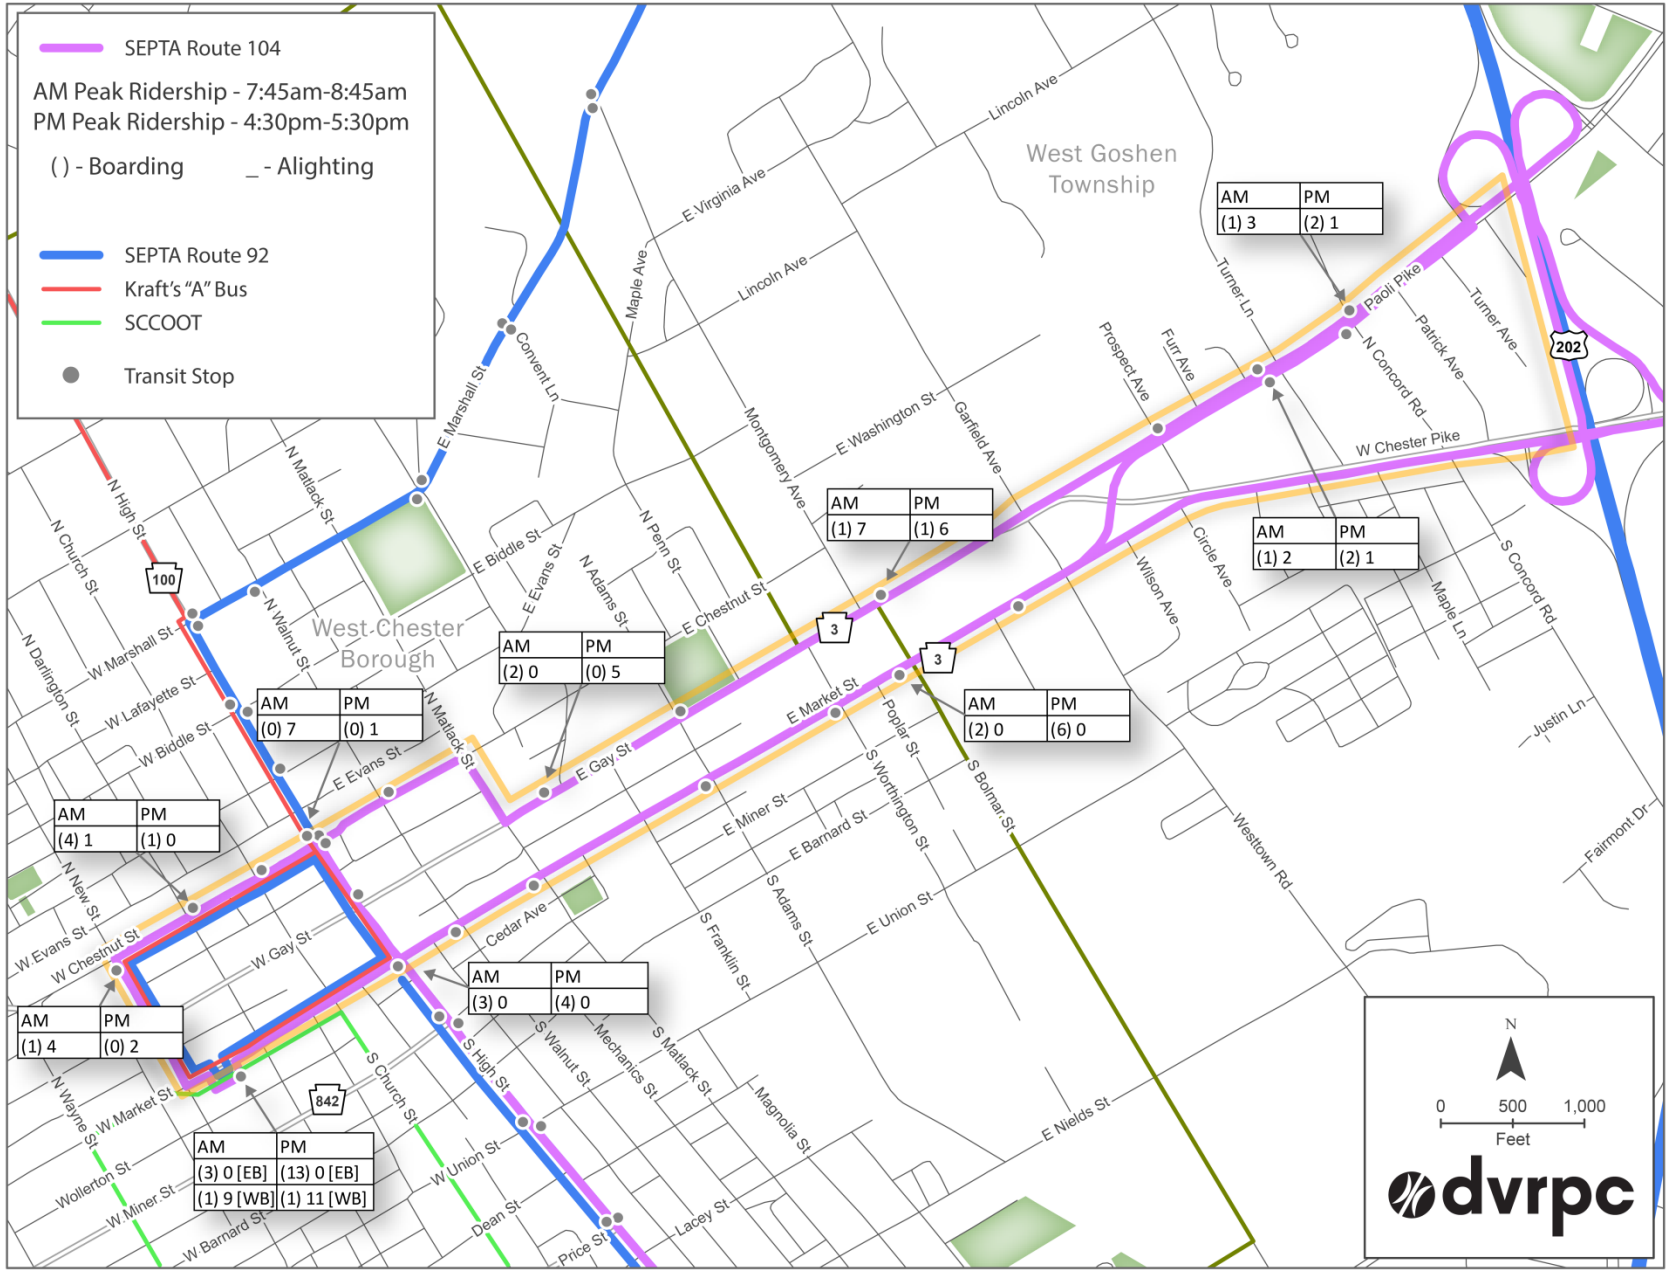 SEPTA Route 104
AM Peak Ridership - 7:45am-8:45am
PM Peak Ridership - 4:30pm-5:30pm
( ) - Boarding _ - Alighting
SEPTA Route 92
Kraft's "A" Bus
SCCOOT
Transit Stop
West Goshen
Township
Lincoln Ave
E Virginia Ave
Lincoln Ave
Maple Ave
AM PM
(1) 3 (2) 1
Turner Ln
Paoli Pike
Turner Ave
Patrick Ave
N Concord Rd
202
Prospect Ave
Furr Ave
Convent Ln
E Marshall St
E Washington St
Garfield Ave
Montgomery Ave
W Chester Pike
N Matlack St
N High St
N Church St
100
E Biddle St
E Evans St
N Adams St
N Penn St
E Chestnut St
AM PM
(1) 7 (1) 6
AM PM
(1) 2 (2) 1
Circle Ave
Wilson Ave
Maple Ln
S Concord Rd
3
3
West Chester
Borough
N Walnut St
W Marshall St
N Darlington St
W Lafayette St
W Biddle St
AM PM
(2) 0 (0) 5
AM PM
(0) 7 (0) 1
N Matlack St
E Evans St
E Gay St
E Market St
AM PM
(2) 0 (6) 0
Poplar St
S Worthington St
S Bolmar St
Justin Ln
Fairmont Dr
Westtown Rd
E Miner St
E Barnard St
AM PM
(4) 1 (1) 0
N New St
W Evans St
W Chestnut St
W Gay St
Cedar Ave
S Adams St
E Union St
S Franklin St
AM PM
(3) 0 (4) 0
AM PM
(1) 4 (0) 2
S High St
S Walnut St
Mechanics St
S Matlack St
Magnolia St
E Nields St
S Church St
842
W Market St
N Wayne St
AM PM
(3) 0 [EB] (13) 0 [EB]
(1) 9 [WB] (1) 11 [WB]
Wollerton St
W Miner St
W Barnard St
W Union St
Dean St
Price St
Lacey St
N
0 500 1,000
Feet
dvrpc